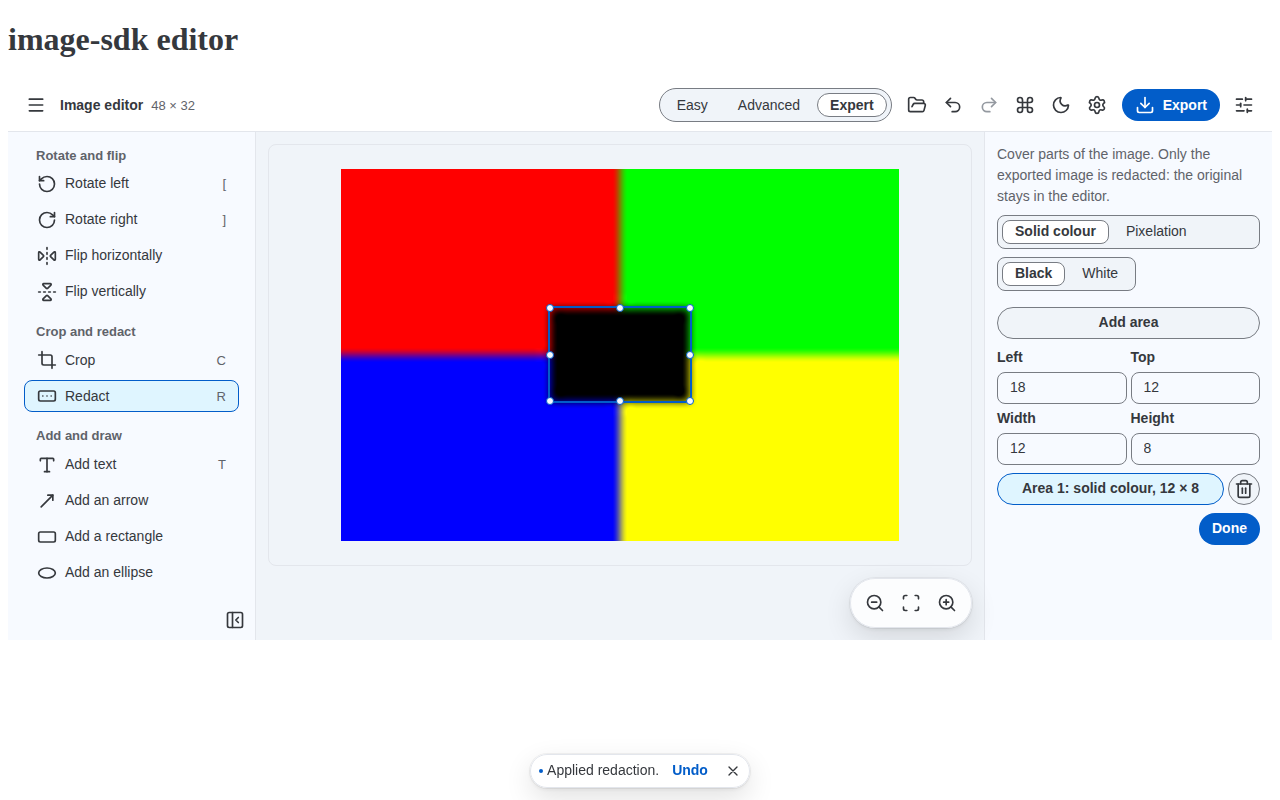 image-sdk editor
Image editor 48 × 32 Easy Advanced Expert Export
Rotate and flip
Rotate left [
Rotate right ]
Flip horizontally
Flip vertically
Crop and redact
Crop C
Redact R
Add and draw
Add text T
Add an arrow
Add a rectangle
Add an ellipse
Cover parts of the image. Only the
exported image is redacted: the original
stays in the editor.
Solid colour Pixelation
Black White
Add area
Left Top
18 12
Width Height
12 8
Area 1: solid colour, 12 × 8
Done
Applied redaction. Undo